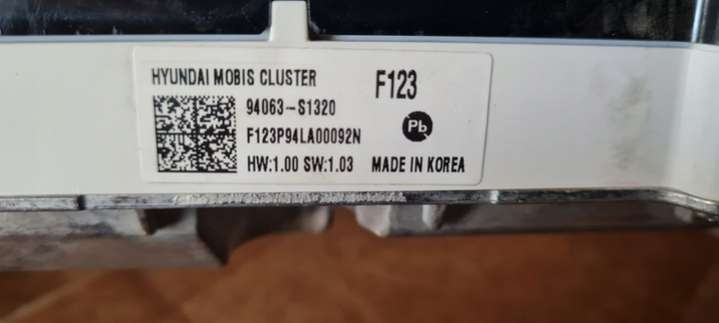 HYUNDAI MOBIS CLUSTER
F123
94063-S1320
Pb
F123P94LA00092N
HW:1.00 SW:1.03 MADE IN KOREA